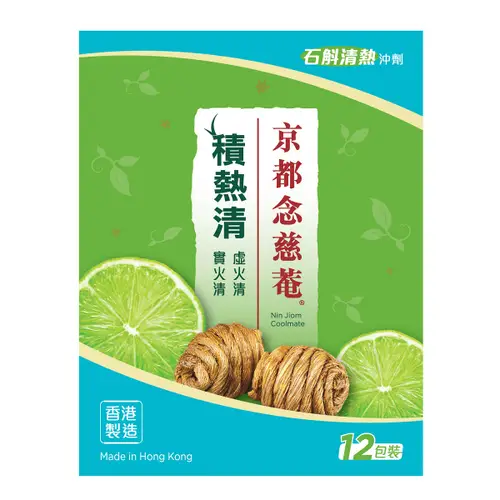 石斛清熱沖劑
京都念慈菴®
積熱清
虛火清
實火清
Nin Jiom
Coolmate
香港
製造
Made in Hong Kong
12包裝